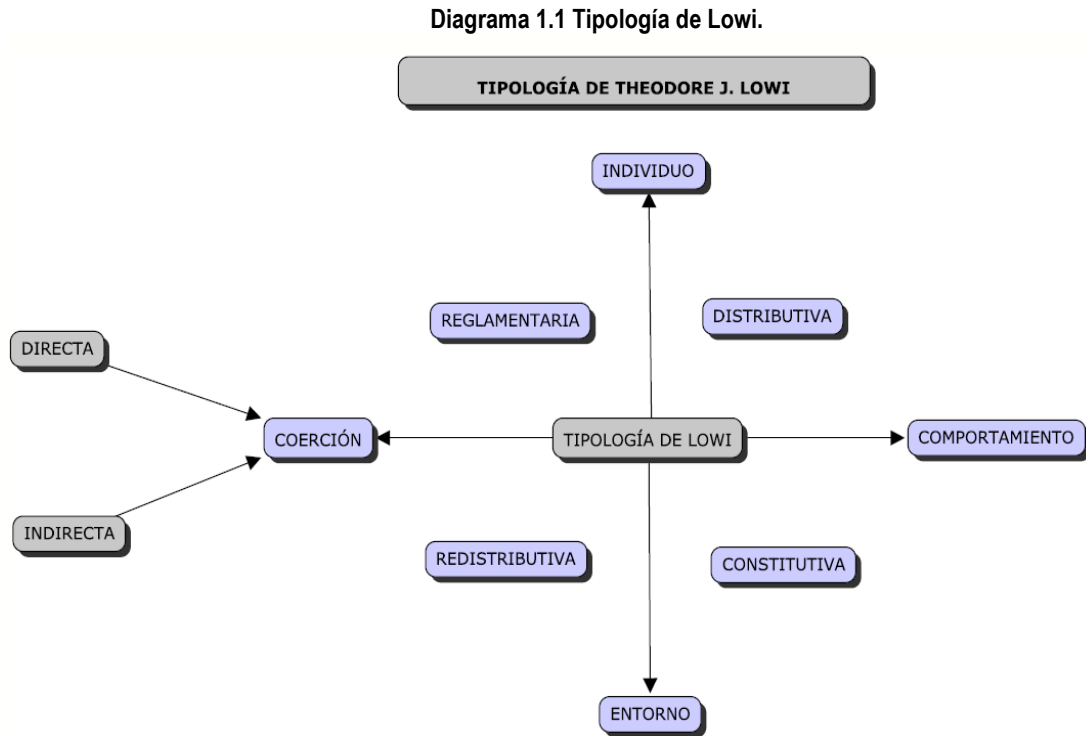 Diagrama 1.1 Tipología de Lowi.
TIPOLOGÍA DE THEODORE J. LOWI
INDIVIDUO
REGLAMENTARIA
DISTRIBUTIVA
DIRECTA
COERCIÓN
TIPOLOGÍA DE LOWI
COMPORTAMIENTO
INDIRECTA
REDISTRIBUTIVA
CONSTITUTIVA
ENTORNO